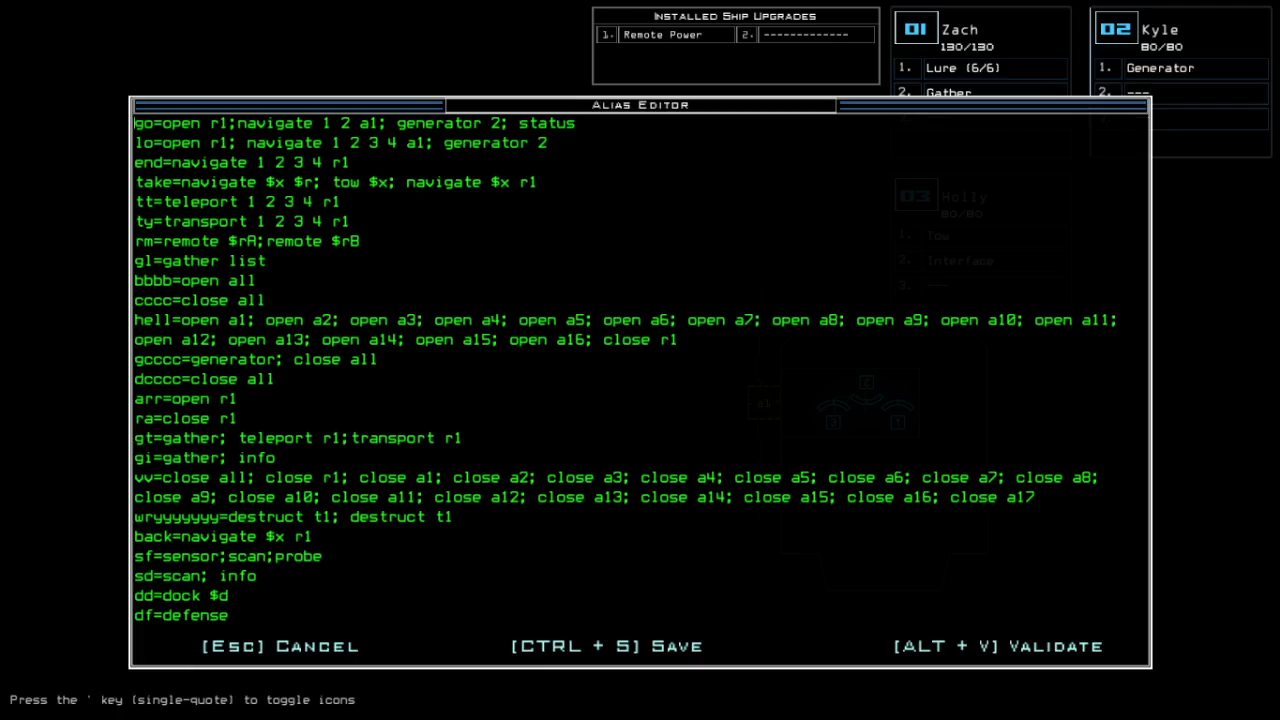 Installed Ship Upgrades
1. Remote Power 2. -------------
01 Zach
130/130
1. Lure (6/6)
2. Gather
02 Kyle
80/80
1. Generator
2. ---
Alias Editor
go=open r1;navigate 1 2 a1; generator 2; status
lo=open r1; navigate 1 2 3 4 a1; generator 2
end=navigate 1 2 3 4 r1
take=navigate $x $r; tow $x; navigate $x r1
tt=teleport 1 2 3 4 r1
ty=transport 1 2 3 4 r1
rm=remote $rA;remote $rB
gl=gather list
bbbb=open all
cccc=close all
hell=open a1; open a2; open a3; open a4; open a5; open a6; open a7; open a8; open a9; open a10; open a11;
open a12; open a13; open a14; open a15; open a16; close r1
gcccc=generator; close all
dcccc=close all
arr=open r1
ra=close r1
gt=gather; teleport r1;transport r1
gi=gather; info
vv=close all; close r1; close a1; close a2; close a3; close a4; close a5; close a6; close a7; close a8;
close a9; close a10; close a11; close a12; close a13; close a14; close a15; close a16; close a17
wryyyyyyy=destruct t1; destruct t1
back=navigate $x r1
sf=sensor;scan;probe
sd=scan; info
dd=dock $d
df=defense
03 Holly
80/80
1. Tow
2. Interface
3. ---
a1
[Esc] Cancel [CTRL + S] Save [ALT + V] Validate
Press the ' key (single-quote) to toggle icons